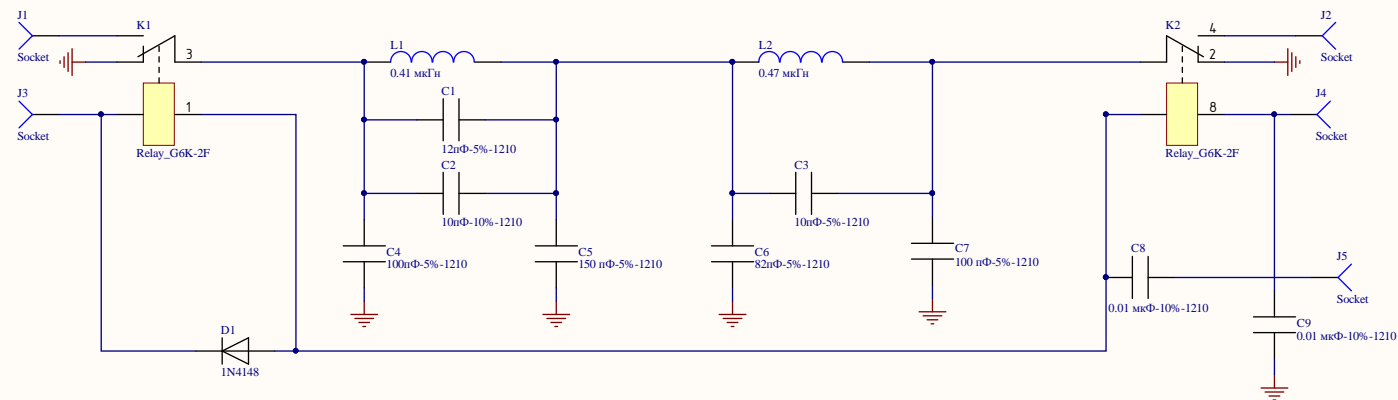 J1
Socket
K1
3
J3
Socket
1
Relay_G6K-2F
L1
0.41 мкГн
C1
12пФ-5%-1210
C2
10пФ-10%-1210
C4
100пФ-5%-1210
C5
150 пФ-5%-1210
L2
0.47 мкГн
C3
10пФ-5%-1210
C6
82пФ-5%-1210
C7
100 пФ-5%-1210
K2
4
2
J2
Socket
8
Relay_G6K-2F
J4
Socket
C8
0.01 мкФ-10%-1210
J5
Socket
C9
0.01 мкФ-10%-1210
D1
1N4148